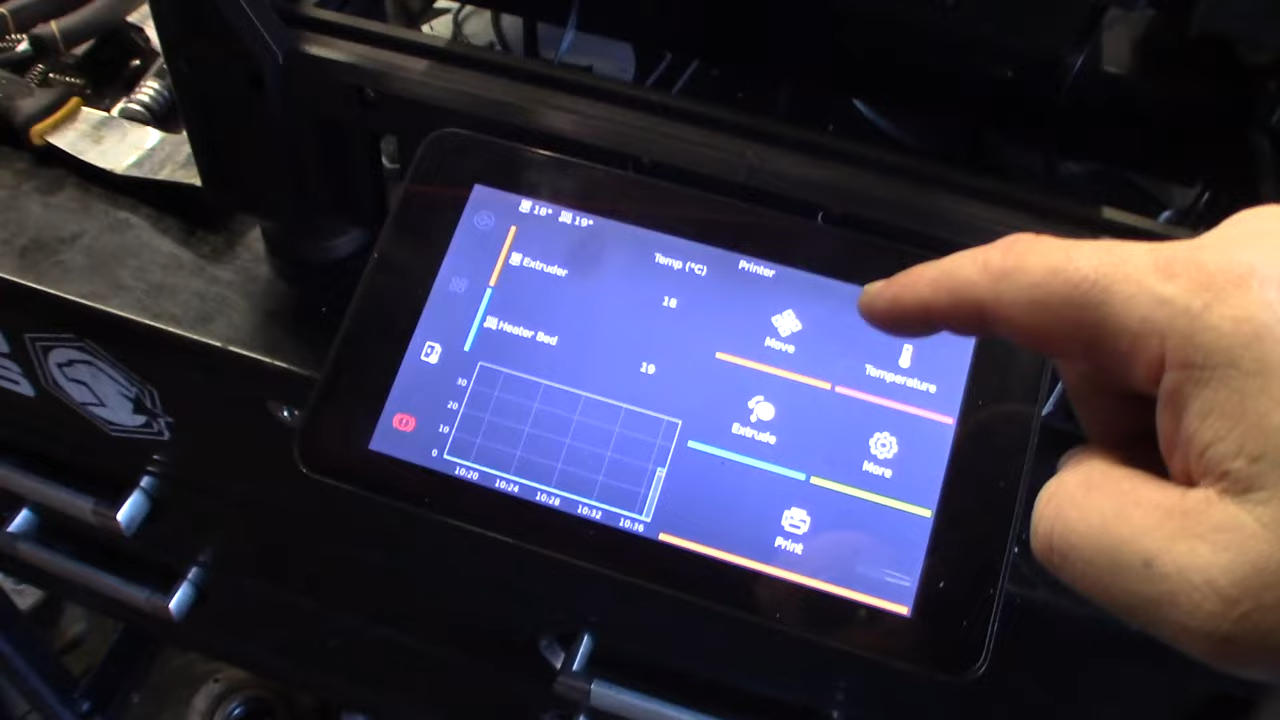 18° 19°
Temp (°C) Printer
Extruder 18
Heater Bed 19
Move Temperature
Extrude More
Print
30
20
10
0
10:20 10:24 10:28 10:32 10:36